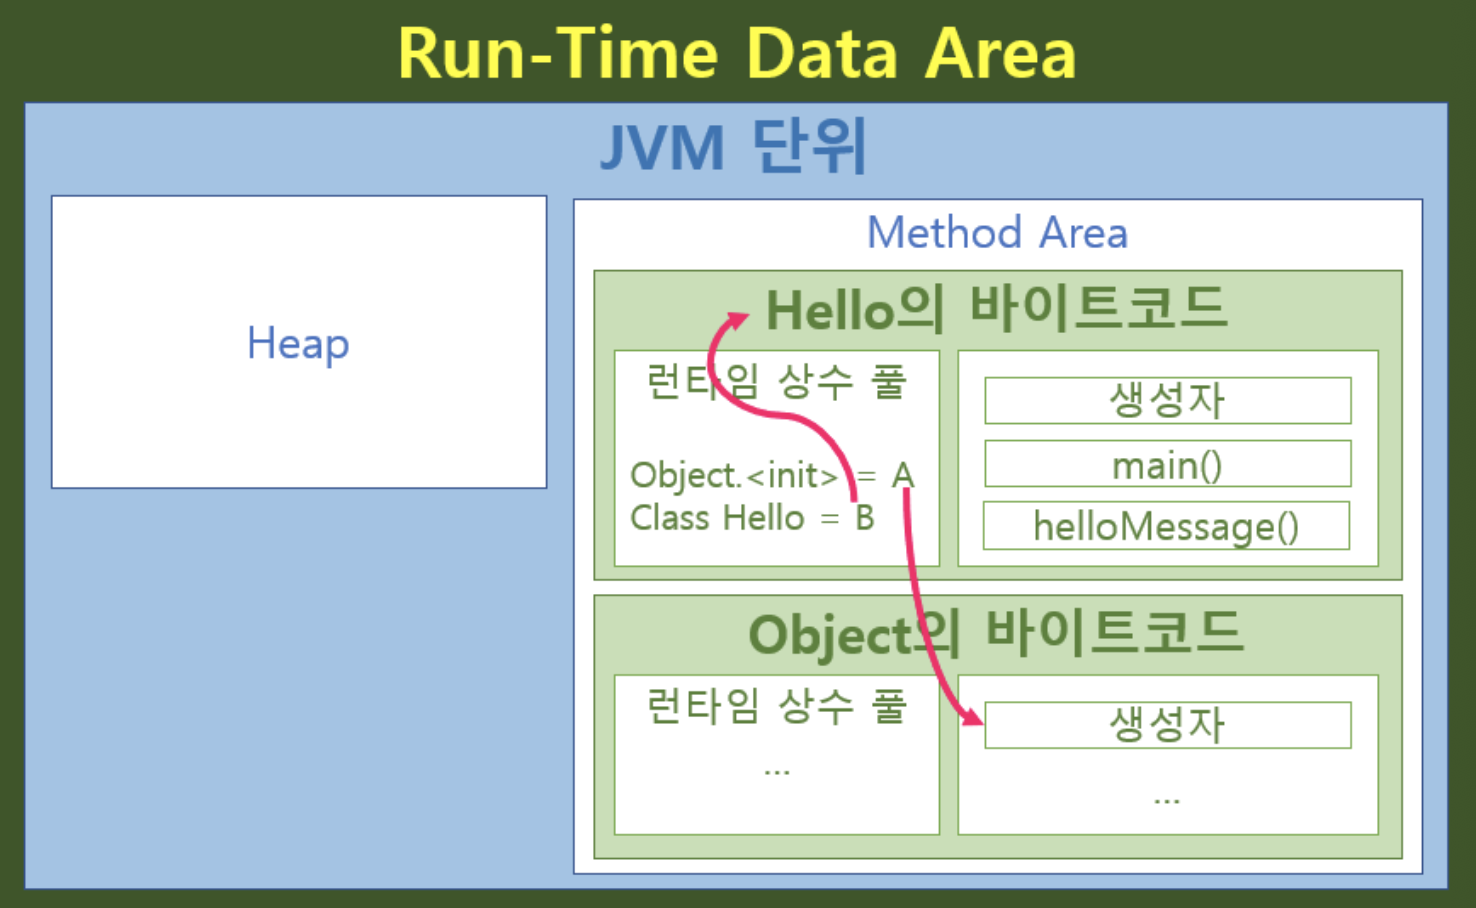 Run-Time Data Area
JVM 단위
Heap
Method Area
Hello의 바이트코드
런타임 상수 풀
Object.<init> = A
Class Hello = B
생성자
main()
helloMessage()
Object의 바이트코드
런타임 상수 풀
...
생성자
...